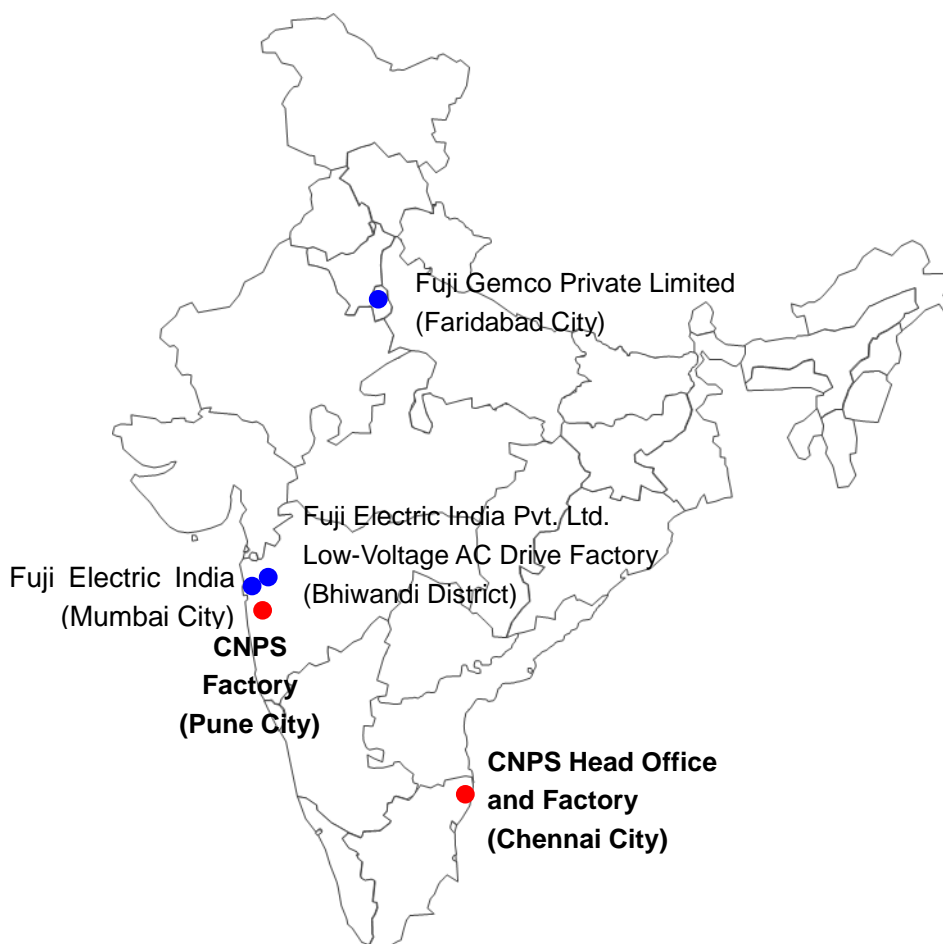 Fuji Gemco Private Limited
(Faridabad City)
Fuji Electric India Pvt. Ltd.
Low-Voltage AC Drive Factory
(Bhiwandi District)
Fuji Electric India
(Mumbai City)
CNPS
Factory
(Pune City)
CNPS Head Office
and Factory
(Chennai City)